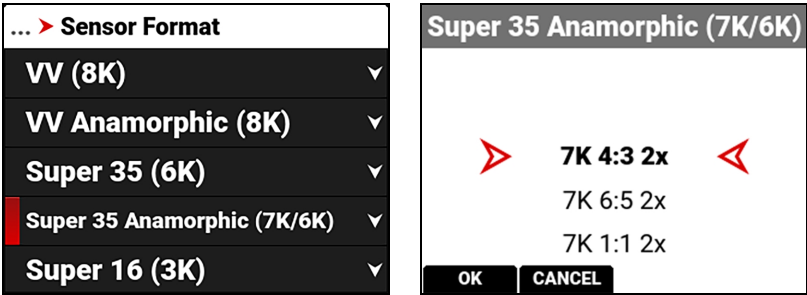 ... Sensor Format
VV (8K)
VV Anamorphic (8K)
Super 35 (6K)
Super 35 Anamorphic (7K/6K)
Super 16 (3K)
Super 35 Anamorphic (7K/6K)
7K 4:3 2x
7K 6:5 2x
7K 1:1 2x
OK CANCEL